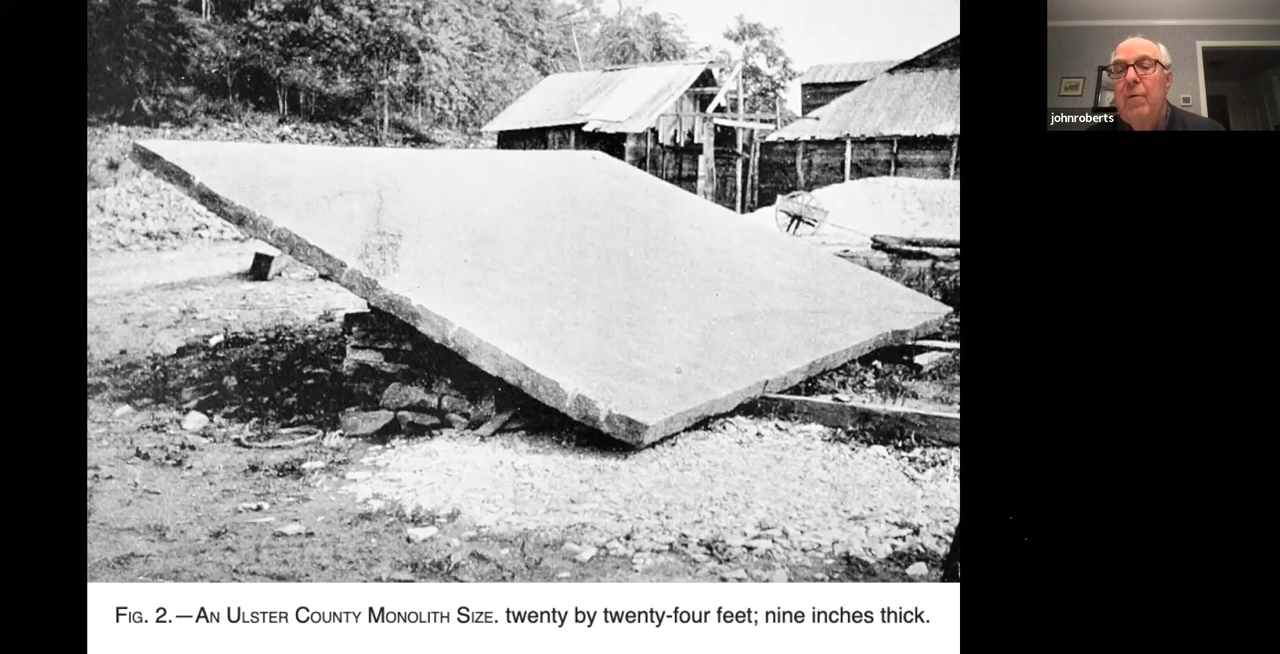 johnroberts
Fig. 2.—An Ulster County Monolith Size. twenty by twenty-four feet; nine inches thick.